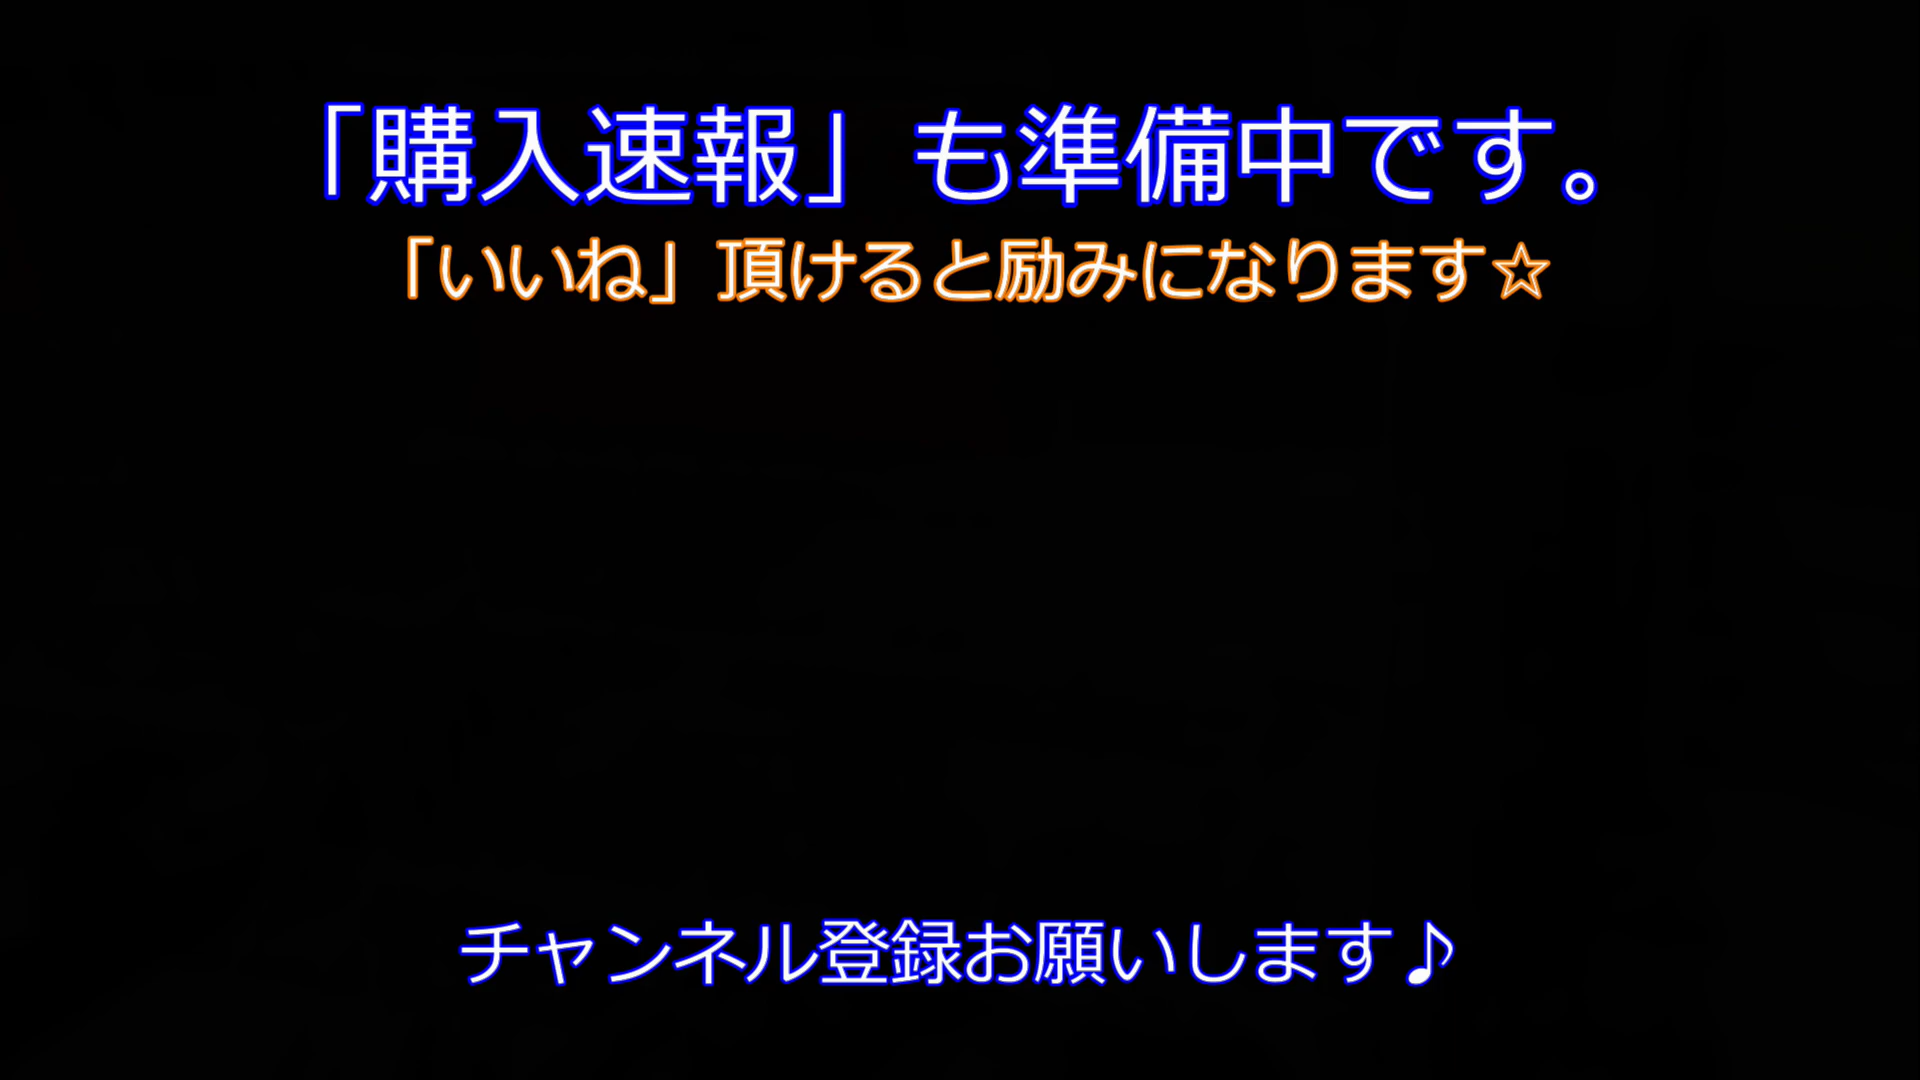 「購入速報」も準備中です。
「いいね」頂けると励みになります☆
チャンネル登録お願いします♪